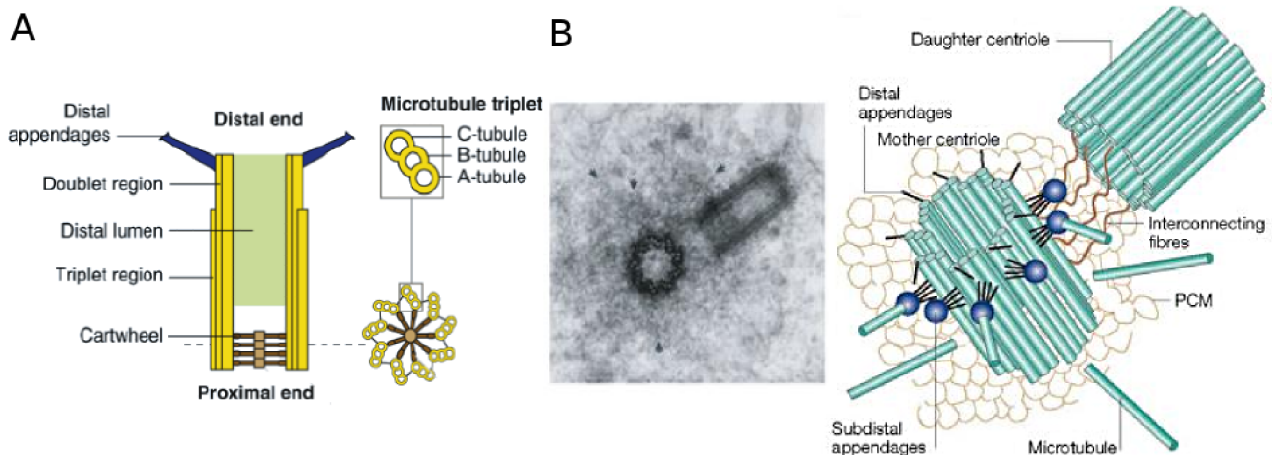 A
Distal
appendages
Distal end
Doublet region
Distal lumen
Triplet region
Cartwheel
Proximal end
Microtubule triplet
C-tubule
B-tubule
A-tubule
B
Daughter centriole
Distal
appendages
Mother centriole
Interconnecting
fibres
PCM
Subdistal
appendages
Microtubule